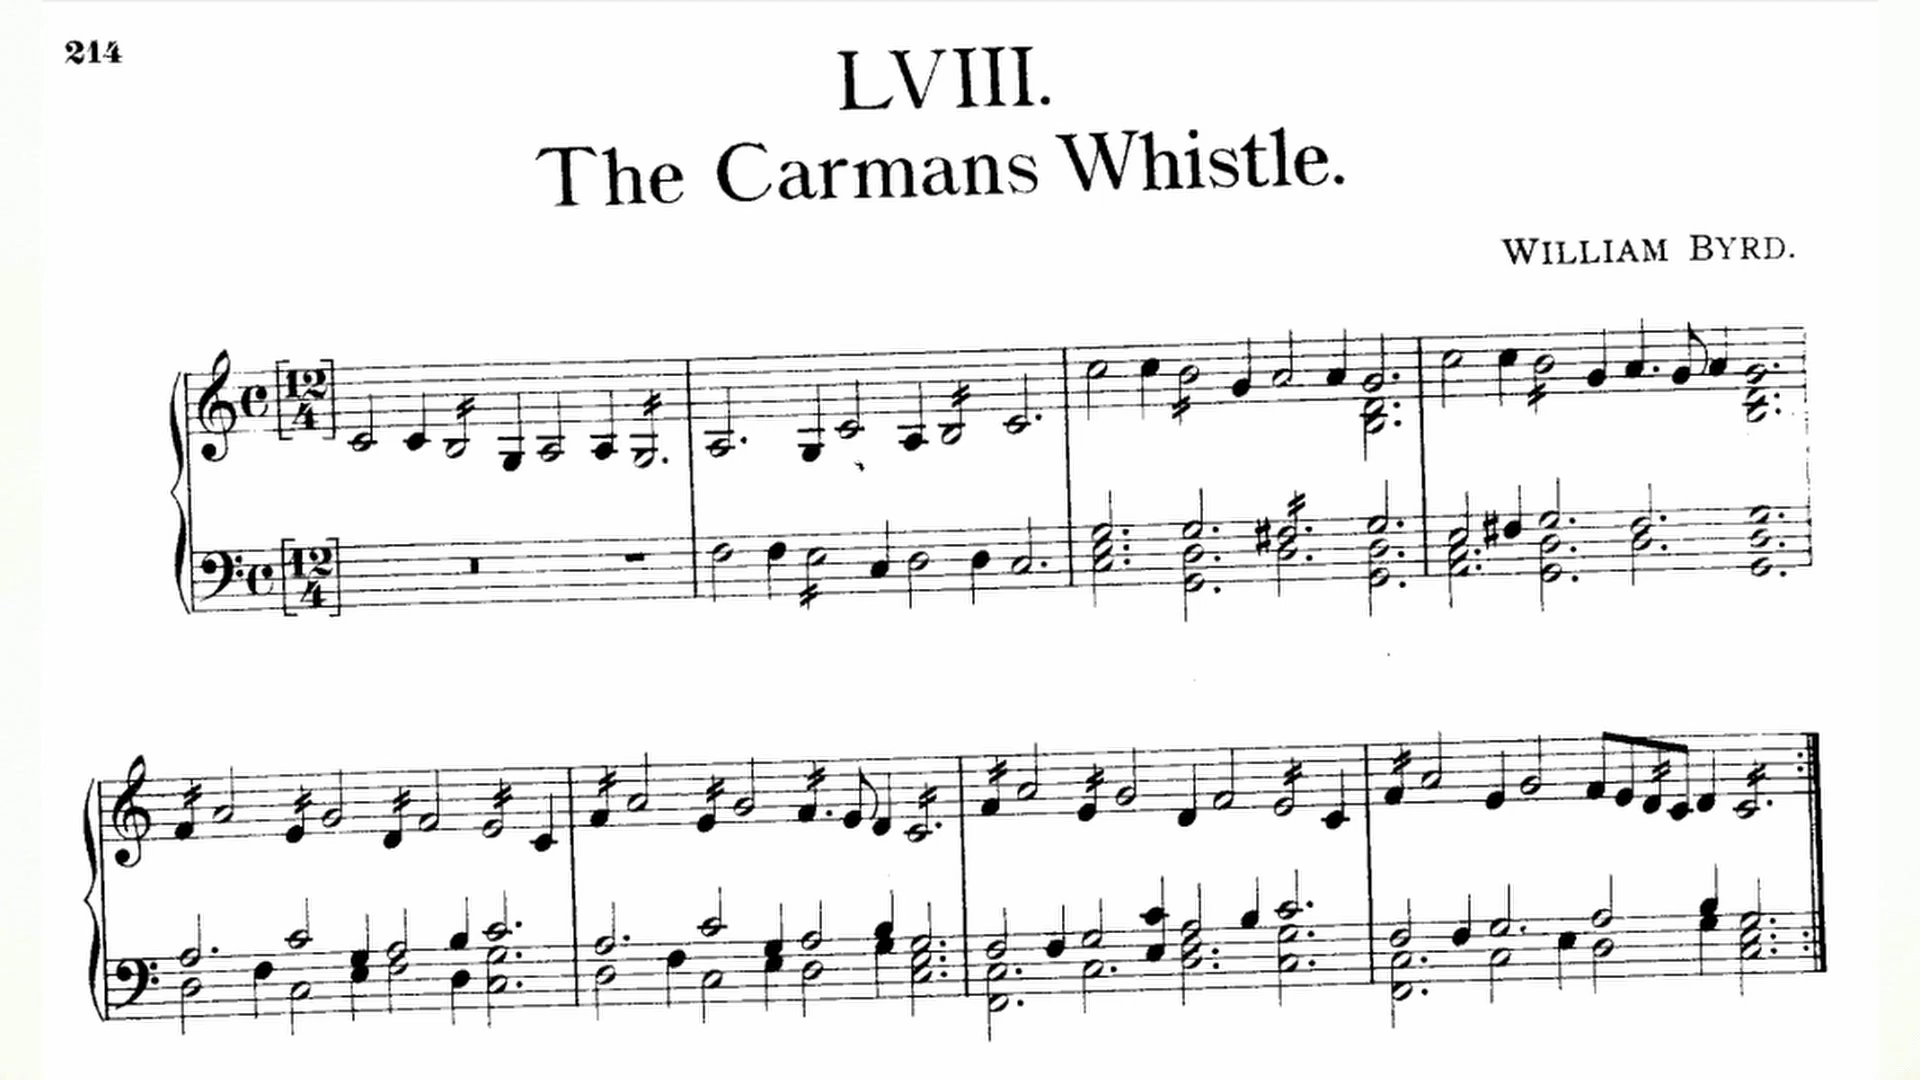 214
LVIII.
The Carmans Whistle.
WILLIAM BYRD.
[12/4]
[12/4]